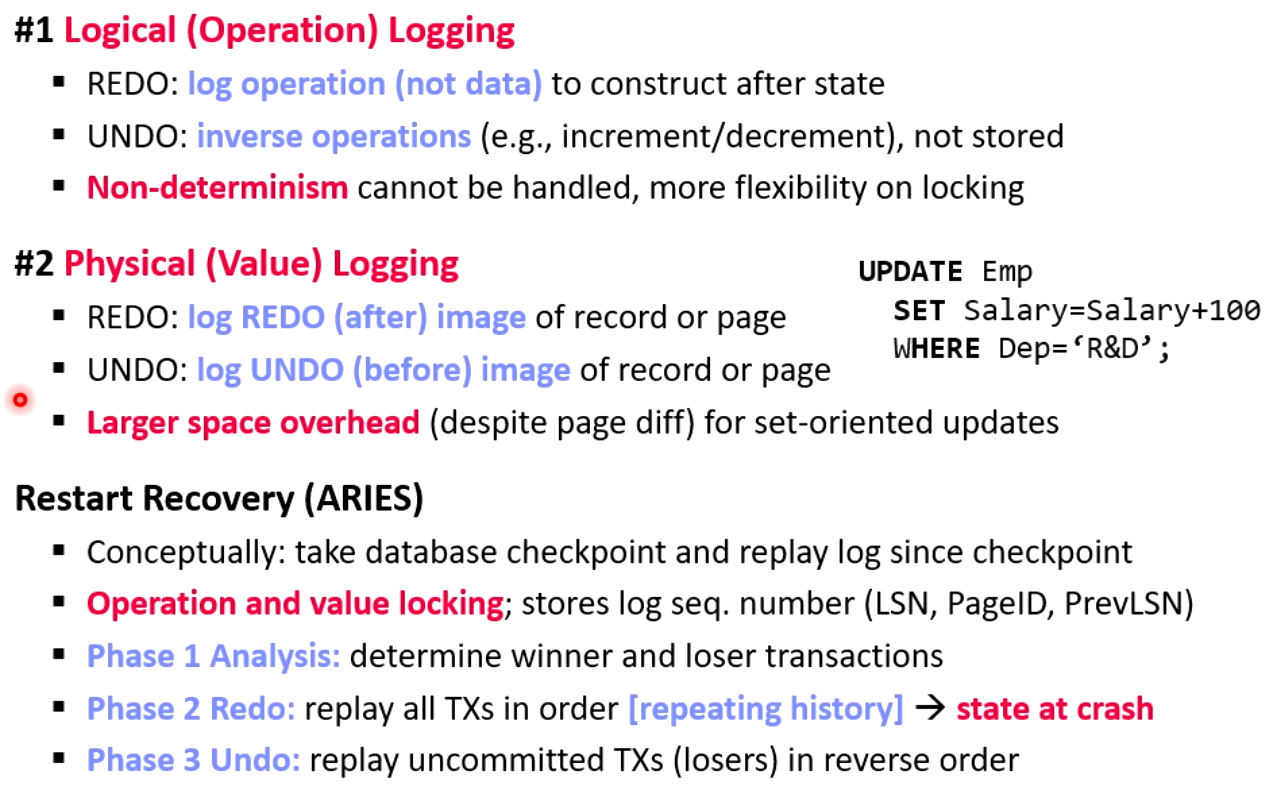 #1 Logical (Operation) Logging
▪ REDO: log operation (not data) to construct after state
▪ UNDO: inverse operations (e.g., increment/decrement), not stored
▪ Non-determinism cannot be handled, more flexibility on locking
#2 Physical (Value) Logging
▪ REDO: log REDO (after) image of record or page
▪ UNDO: log UNDO (before) image of record or page
▪ Larger space overhead (despite page diff) for set-oriented updates
UPDATE Emp
SET Salary=Salary+100
WHERE Dep=‘R&D’;
Restart Recovery (ARIES)
▪ Conceptually: take database checkpoint and replay log since checkpoint
▪ Operation and value locking; stores log seq. number (LSN, PageID, PrevLSN)
▪ Phase 1 Analysis: determine winner and loser transactions
▪ Phase 2 Redo: replay all TXs in order [repeating history] → state at crash
▪ Phase 3 Undo: replay uncommitted TXs (losers) in reverse order